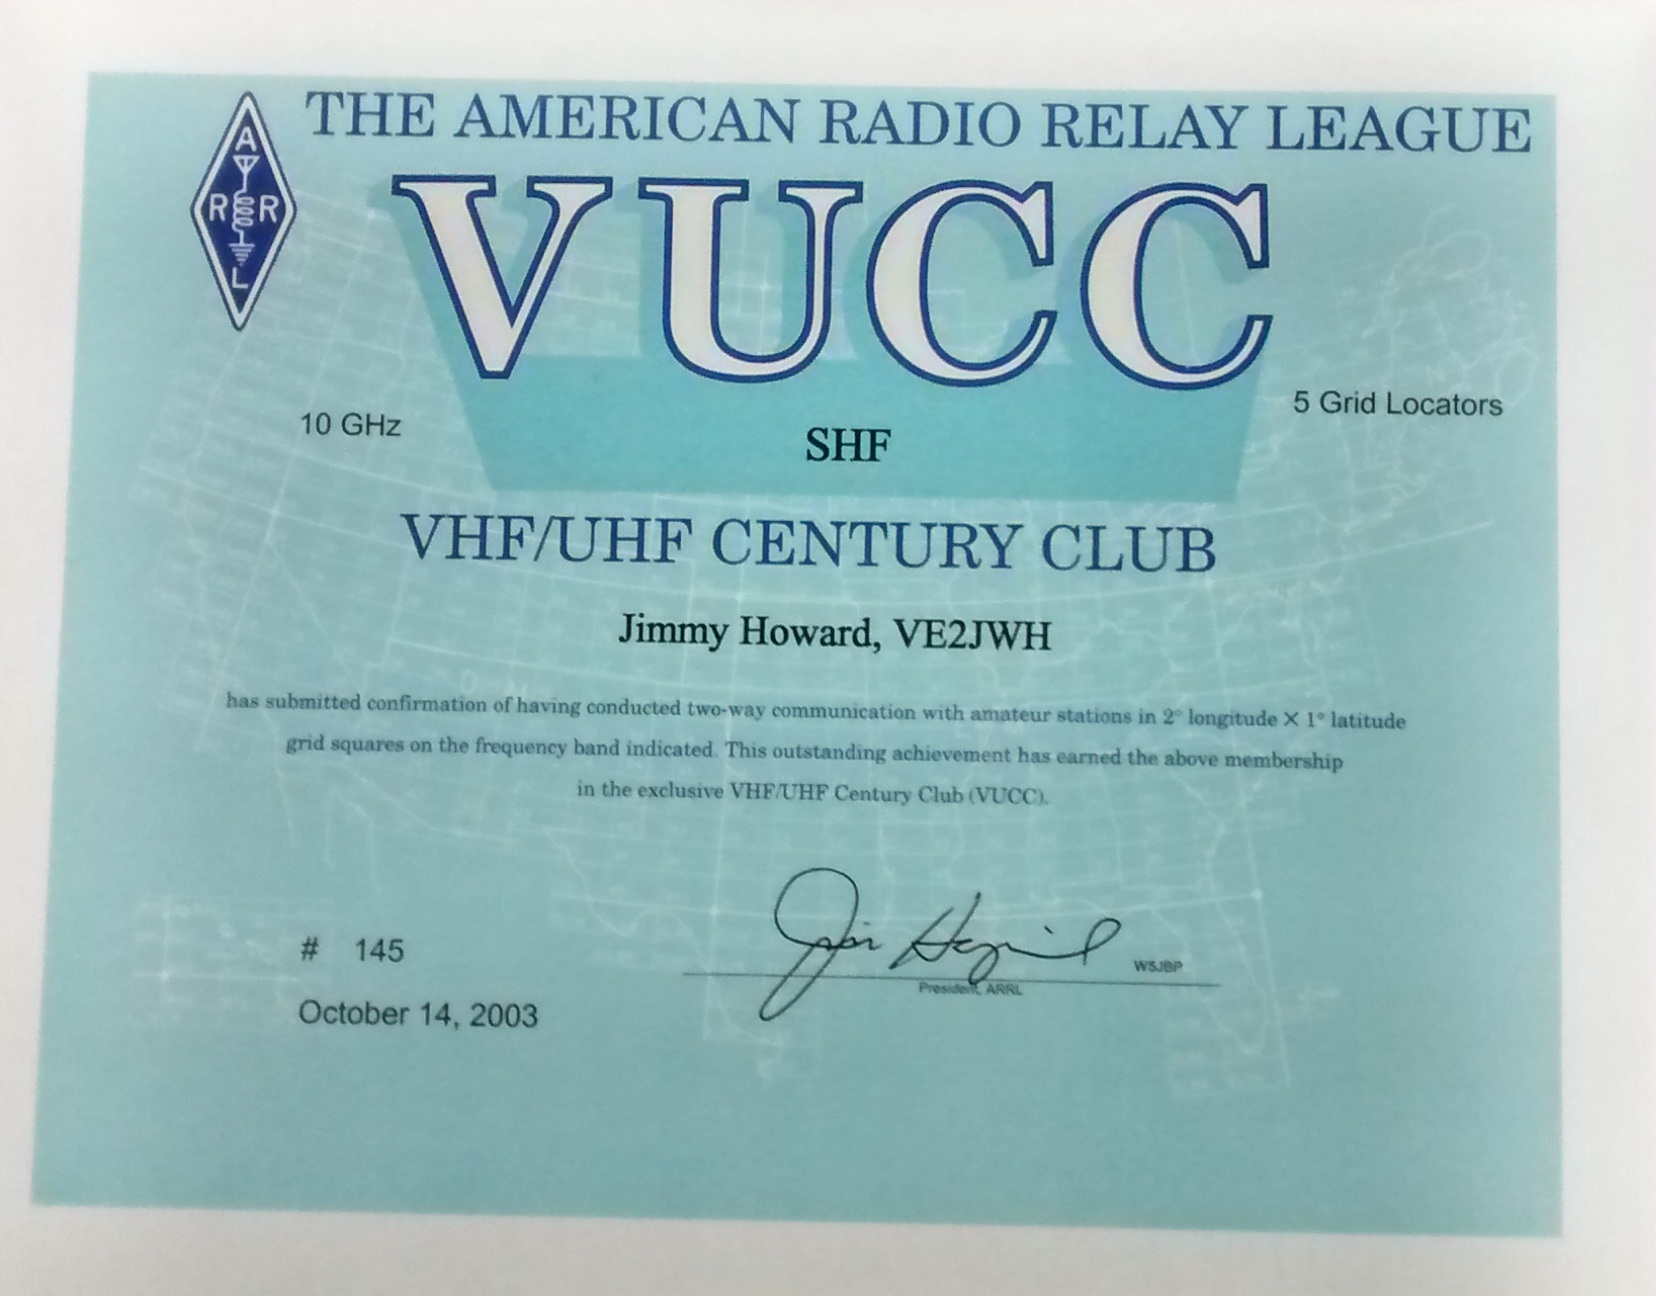 THE AMERICAN RADIO RELAY LEAGUE
A
R R
L
VUCC
10 GHz
5 Grid Locators
SHF
VHF/UHF CENTURY CLUB
Jimmy Howard, VE2JWH
has submitted confirmation of having conducted two-way communication with amateur stations in 2° longitude X 1° latitude
grid squares on the frequency band indicated. This outstanding achievement has earned the above membership
in the exclusive VHF/UHF Century Club (VUCC).
# 145
W5JBP
President, ARRL
October 14, 2003